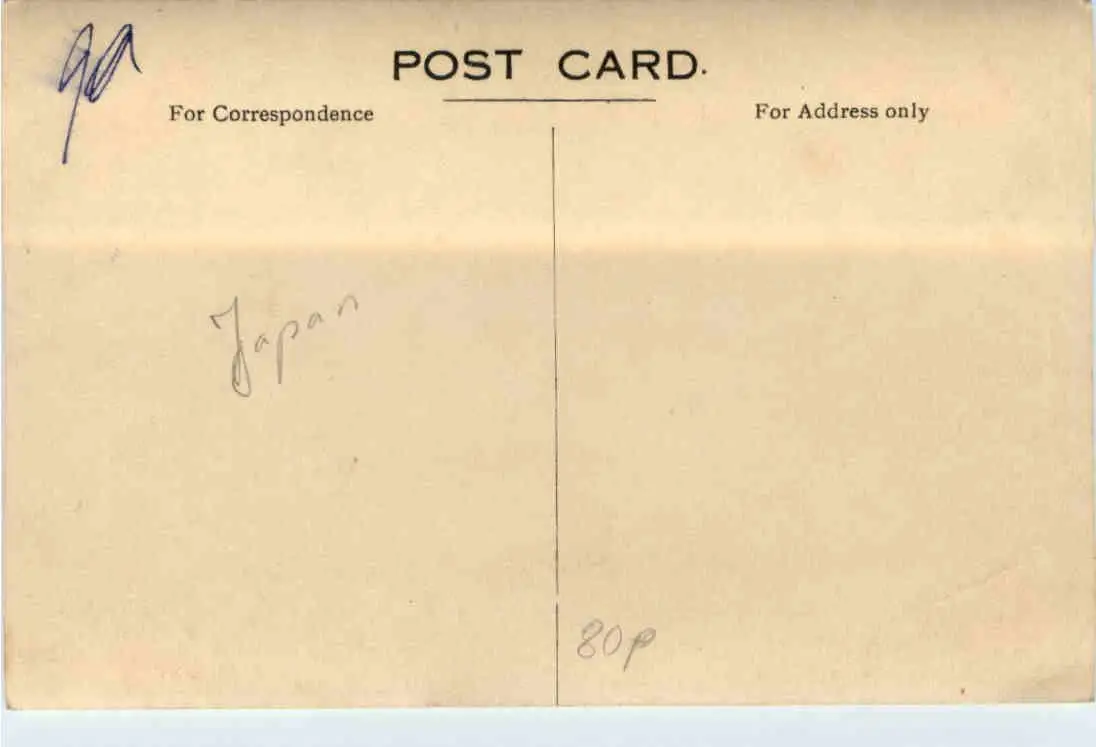 POST CARD.
For Correspondence
For Address only
Japan
80p